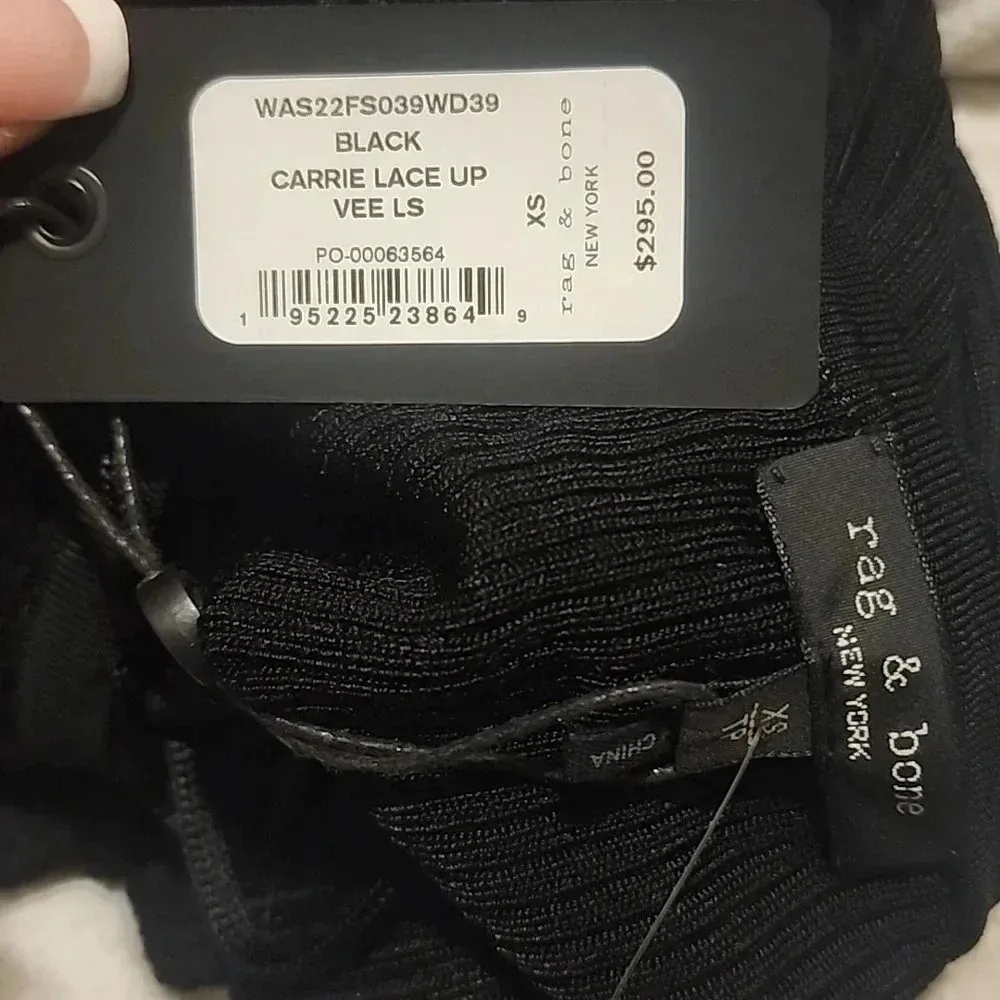 WAS22FS039WD39
BLACK
CARRIE LACE UP
VEE LS
PO-00063564
1 95225 23864 9
XS
rag & bone
NEW YORK
$295.00
rag & bone
NEW YORK
XS
TP
CHINA